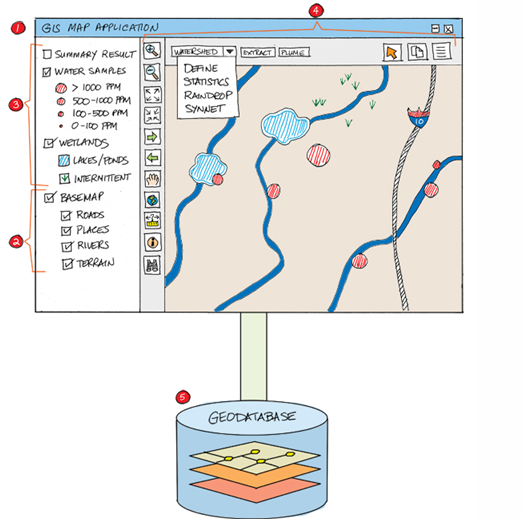 4
1
GIS MAP APPLICATION
WATERSHED EXTRACT PLUME
DEFINE
STATISTICS
RAINDROP
SYNNET
3
SUMMARY RESULT
WATER SAMPLES
> 1000 PPM
500-1000 PPM
100-500 PPM
0-100 PPM
WETLANDS
LAKES/PONDS
INTERMITTENT
2
BASEMAP
ROADS
PLACES
RIVERS
TERRAIN
10
5
GEODATABASE